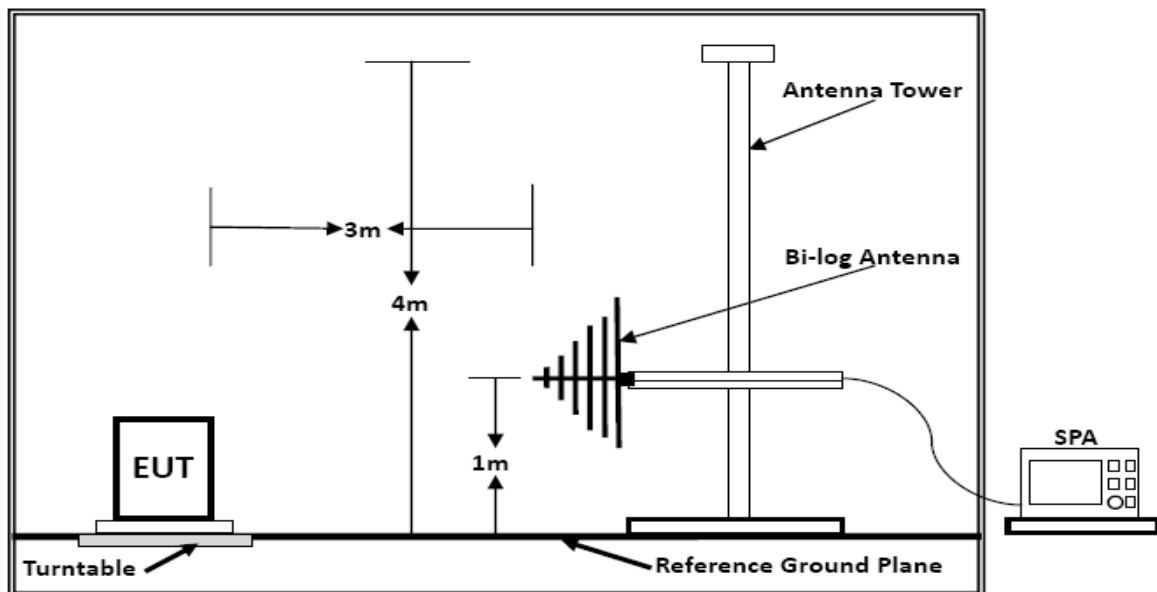 Antenna Tower
3m
Bi-log Antenna
4m
EUT
1m
SPA
Turntable
Reference Ground Plane